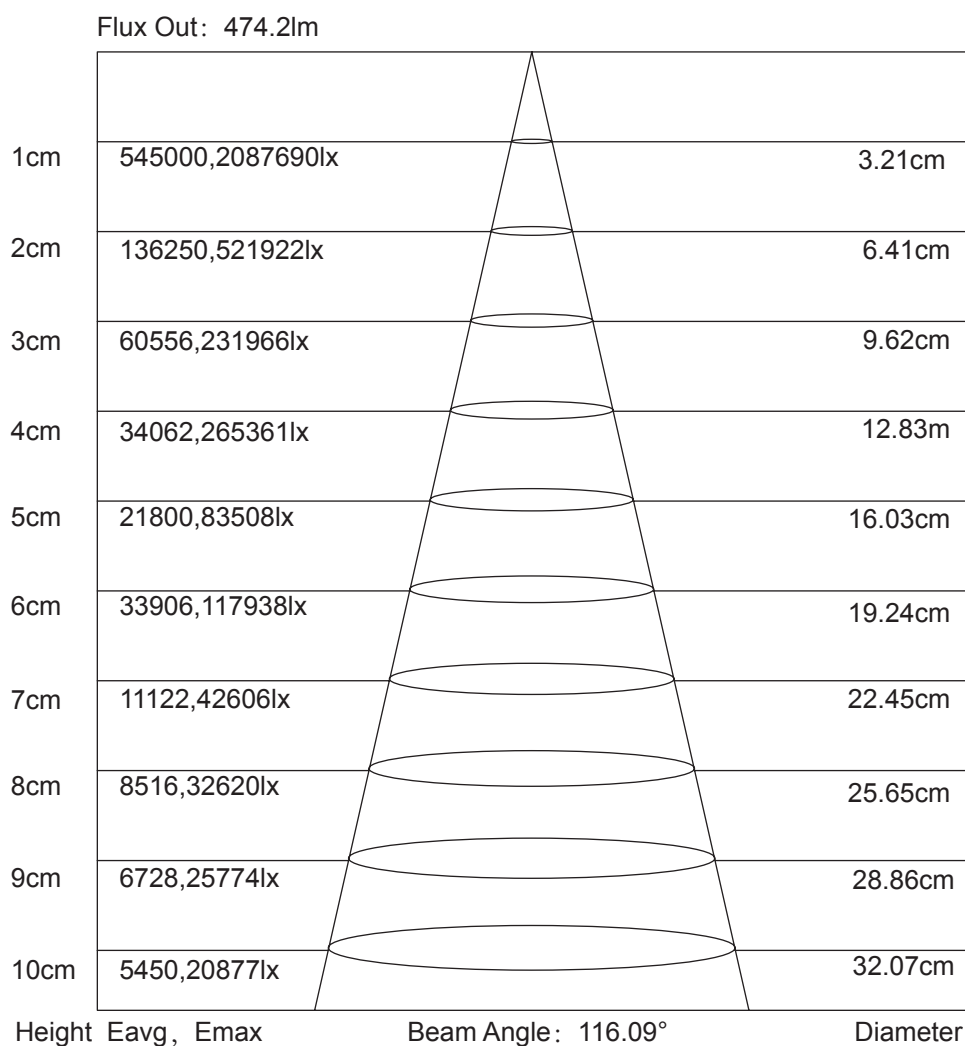 Flux Out: 474.2lm
1cm 545000,2087690lx 3.21cm
2cm 136250,521922lx 6.41cm
3cm 60556,231966lx 9.62cm
4cm 34062,265361lx 12.83m
5cm 21800,83508lx 16.03cm
6cm 33906,117938lx 19.24cm
7cm 11122,42606lx 22.45cm
8cm 8516,32620lx 25.65cm
9cm 6728,25774lx 28.86cm
10cm 5450,20877lx 32.07cm
Height Eavg, Emax Beam Angle: 116.09° Diameter